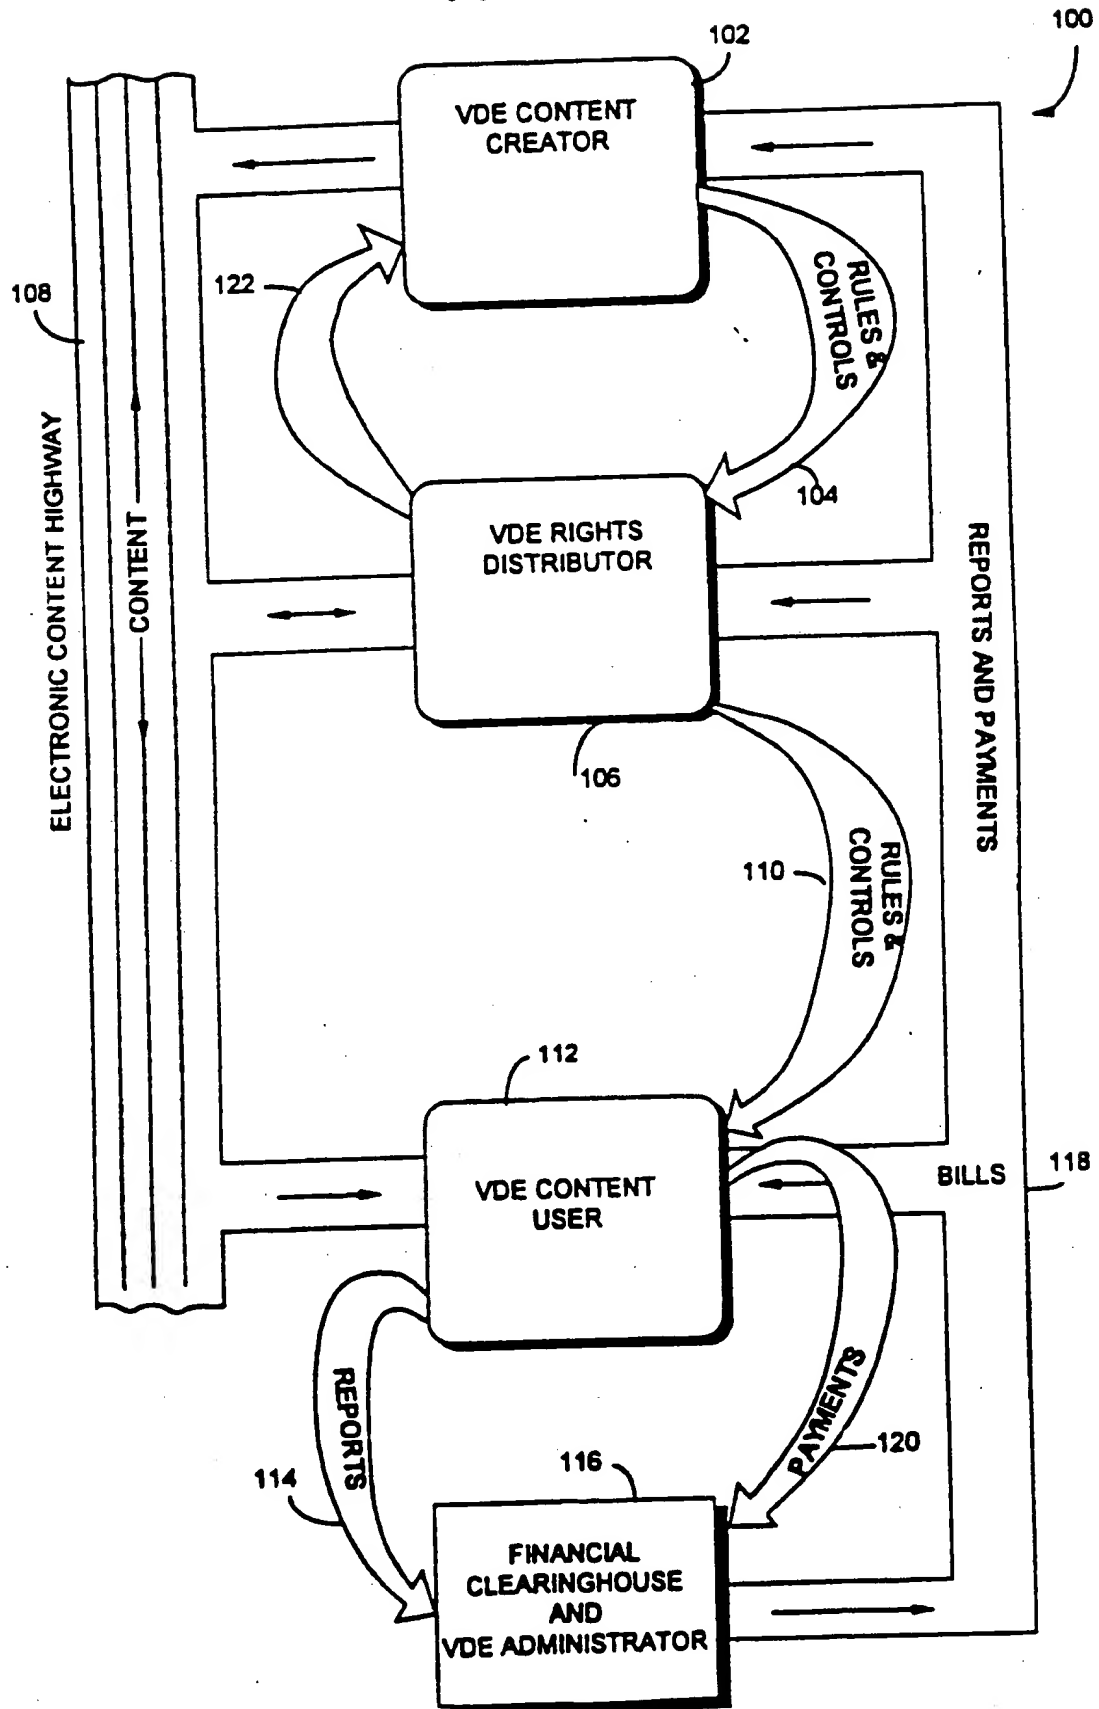 100
102
VDE CONTENT
CREATOR
122
108
RULES &
CONTROLS
104
ELECTRONIC CONTENT HIGHWAY
CONTENT
VDE RIGHTS
DISTRIBUTOR
REPORTS AND PAYMENTS
106
110
RULES &
CONTROLS
112
VDE CONTENT
USER
BILLS
118
REPORTS
PAYMENTS
114
116
120
FINANCIAL
CLEARINGHOUSE
AND
VDE ADMINISTRATOR